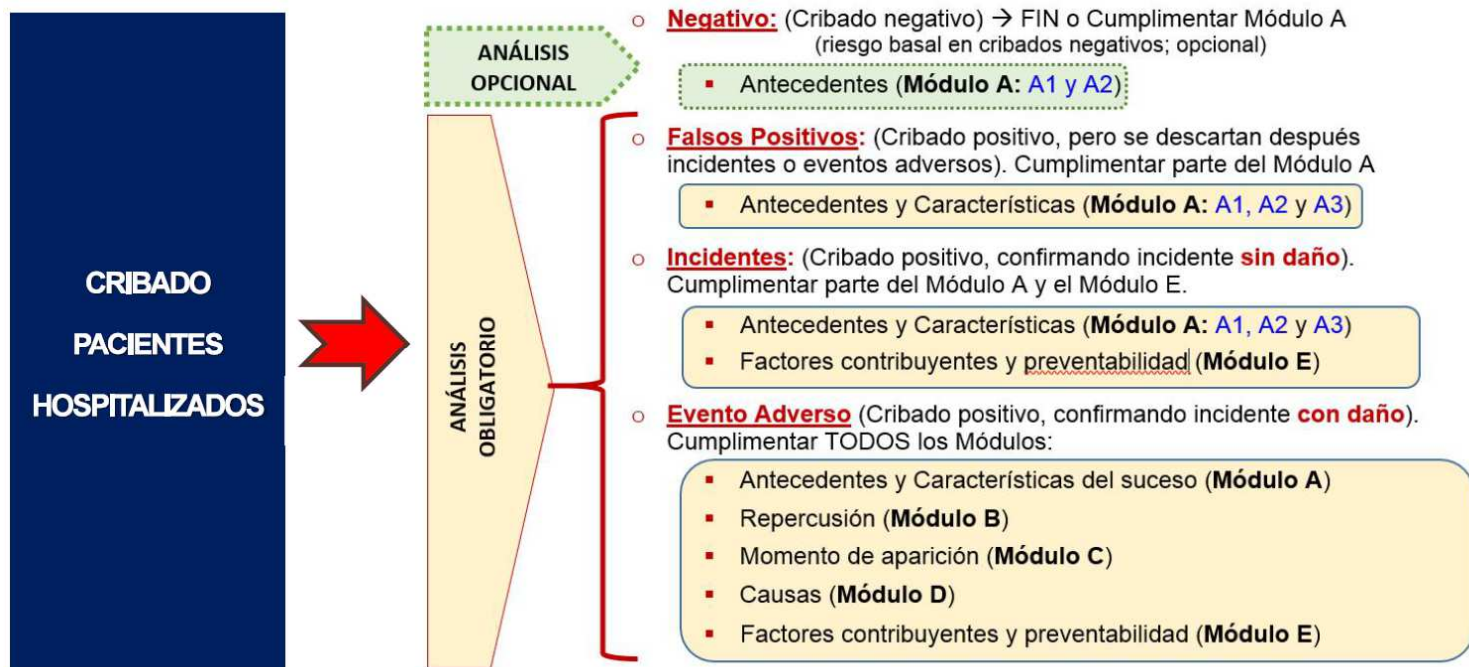 CRIBADO
PACIENTES
HOSPITALIZADOS
ANÁLISIS
OPCIONAL
o Negativo: (Cribado negativo) → FIN o Cumplimentar Módulo A
(riesgo basal en cribados negativos; opcional)
▪ Antecedentes (Módulo A: A1 y A2)
ANÁLISIS
OBLIGATORIO
o Falsos Positivos: (Cribado positivo, pero se descartan después
incidentes o eventos adversos). Cumplimentar parte del Módulo A
▪ Antecedentes y Características (Módulo A: A1, A2 y A3)
o Incidentes: (Cribado positivo, confirmando incidente sin daño).
Cumplimentar parte del Módulo A y el Módulo E.
▪ Antecedentes y Características (Módulo A: A1, A2 y A3)
▪ Factores contribuyentes y preventabilidad (Módulo E)
o Evento Adverso (Cribado positivo, confirmando incidente con daño).
Cumplimentar TODOS los Módulos:
▪ Antecedentes y Características del suceso (Módulo A)
▪ Repercusión (Módulo B)
▪ Momento de aparición (Módulo C)
▪ Causas (Módulo D)
▪ Factores contribuyentes y preventabilidad (Módulo E)